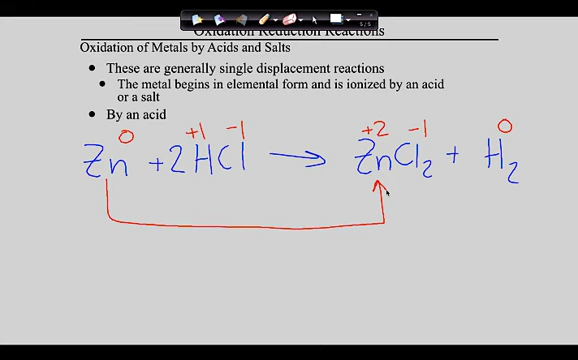 Oxidation Reduction Reactions
Oxidation of Metals by Acids and Salts
• These are generally single displacement reactions
• The metal begins in elemental form and is ionized by an acid
or a salt
• By an acid
0 +1 -1 +2 -1 0
Zn + 2HCl → ZnCl₂ + H₂
5/5